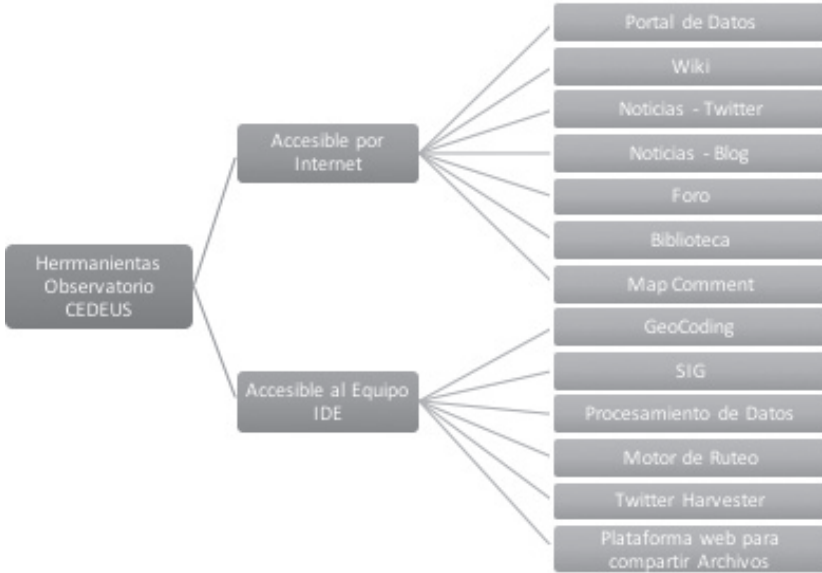 Herrmanientas
Observatorio
CEDEUS
Accesible por
Internet
Portal de Datos
Wiki
Noticias - Twitter
Noticias - Blog
Foro
Biblioteca
Map Comment
Accesible al Equipo
IDE
GeoCoding
SIG
Procesamiento de Datos
Motor de Ruteo
Twitter Harvester
Plataforma web para
compartir Archivos